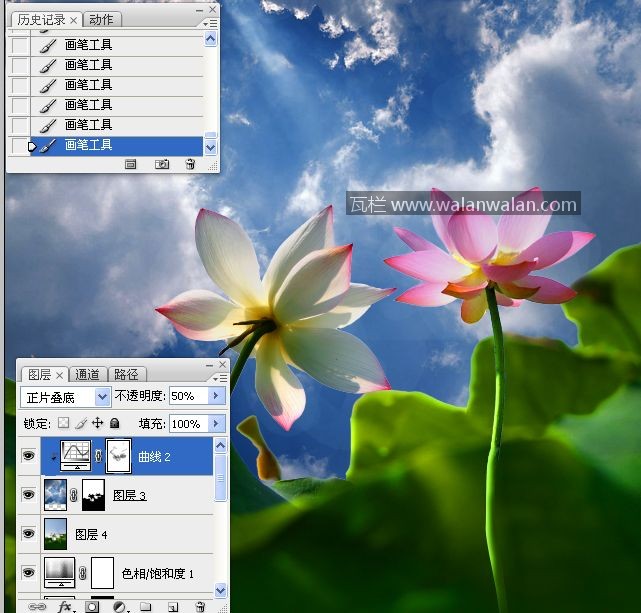 历史记录 × 动作
画笔工具
画笔工具
画笔工具
画笔工具
画笔工具
画笔工具
瓦栏 www.walanwalan.com
图层 × 通道 路径
正片叠底 不透明度: 50%
锁定: 填充: 100%
曲线 2
图层 3
图层 4
色相/饱和度 1
fx.